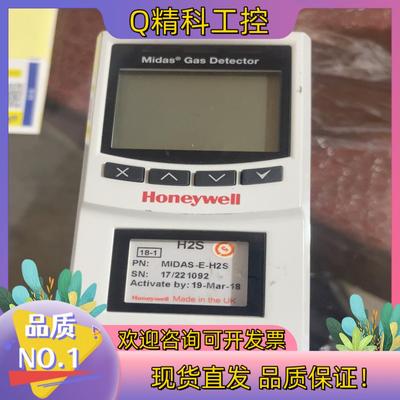 Q精科工控
Midas® Gas Detector
Honeywell
H2S
18-1
PN: MIDAS-E-H2S
SN: 17/221092
Activate by: 19-Mar-18
Honeywell Made in the UK
品质
NO.1
欢迎咨询可开发票
现货直发 品质保证!